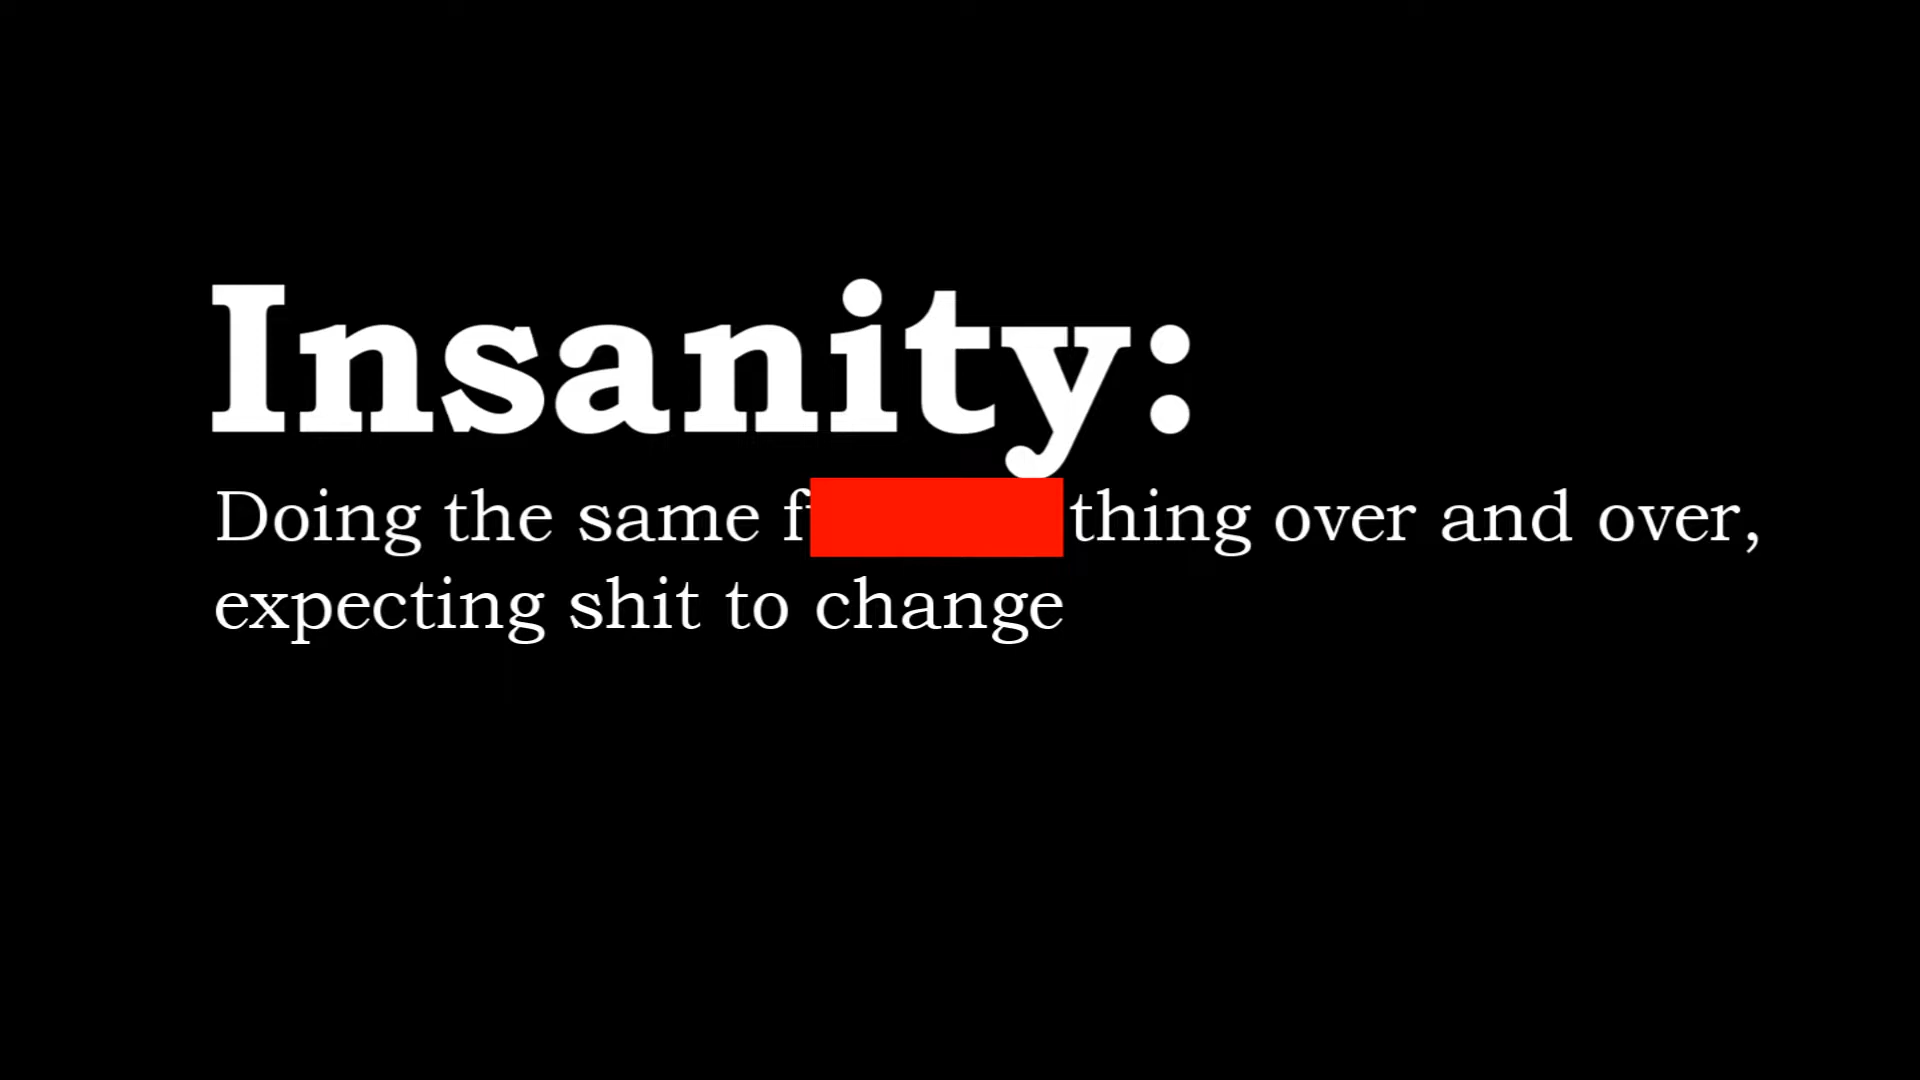 Insanity:
Doing the same f thing over and over,
expecting shit to change